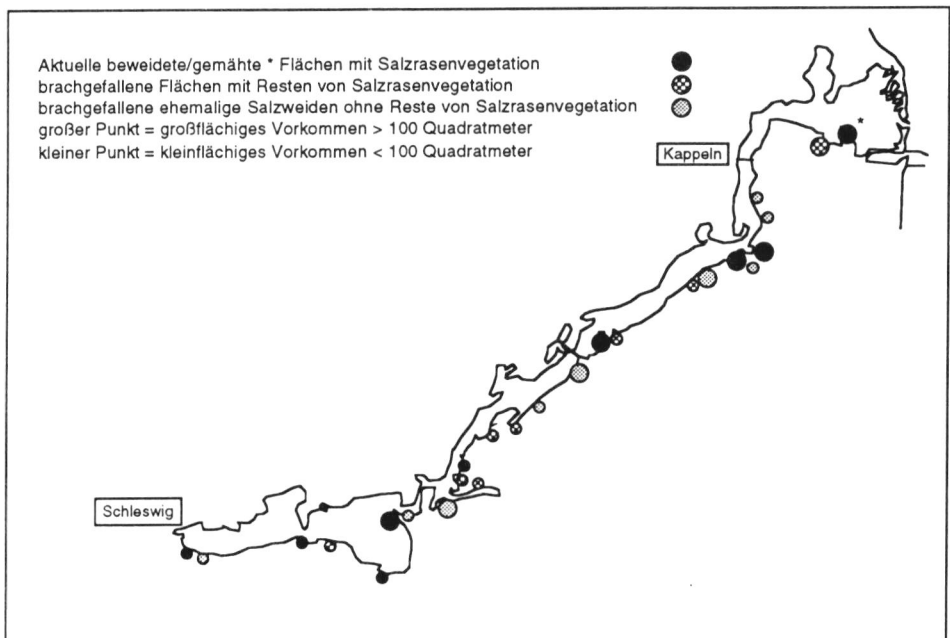 Aktuelle beweidete/gemähte * Flächen mit Salzrasenvegetation
brachgefallene Flächen mit Resten von Salzrasenvegetation
brachgefallene ehemalige Salzweiden ohne Reste von Salzrasenvegetation
großer Punkt = großflächiges Vorkommen > 100 Quadratmeter
kleiner Punkt = kleinflächiges Vorkommen < 100 Quadratmeter
*
Kappeln
Schleswig